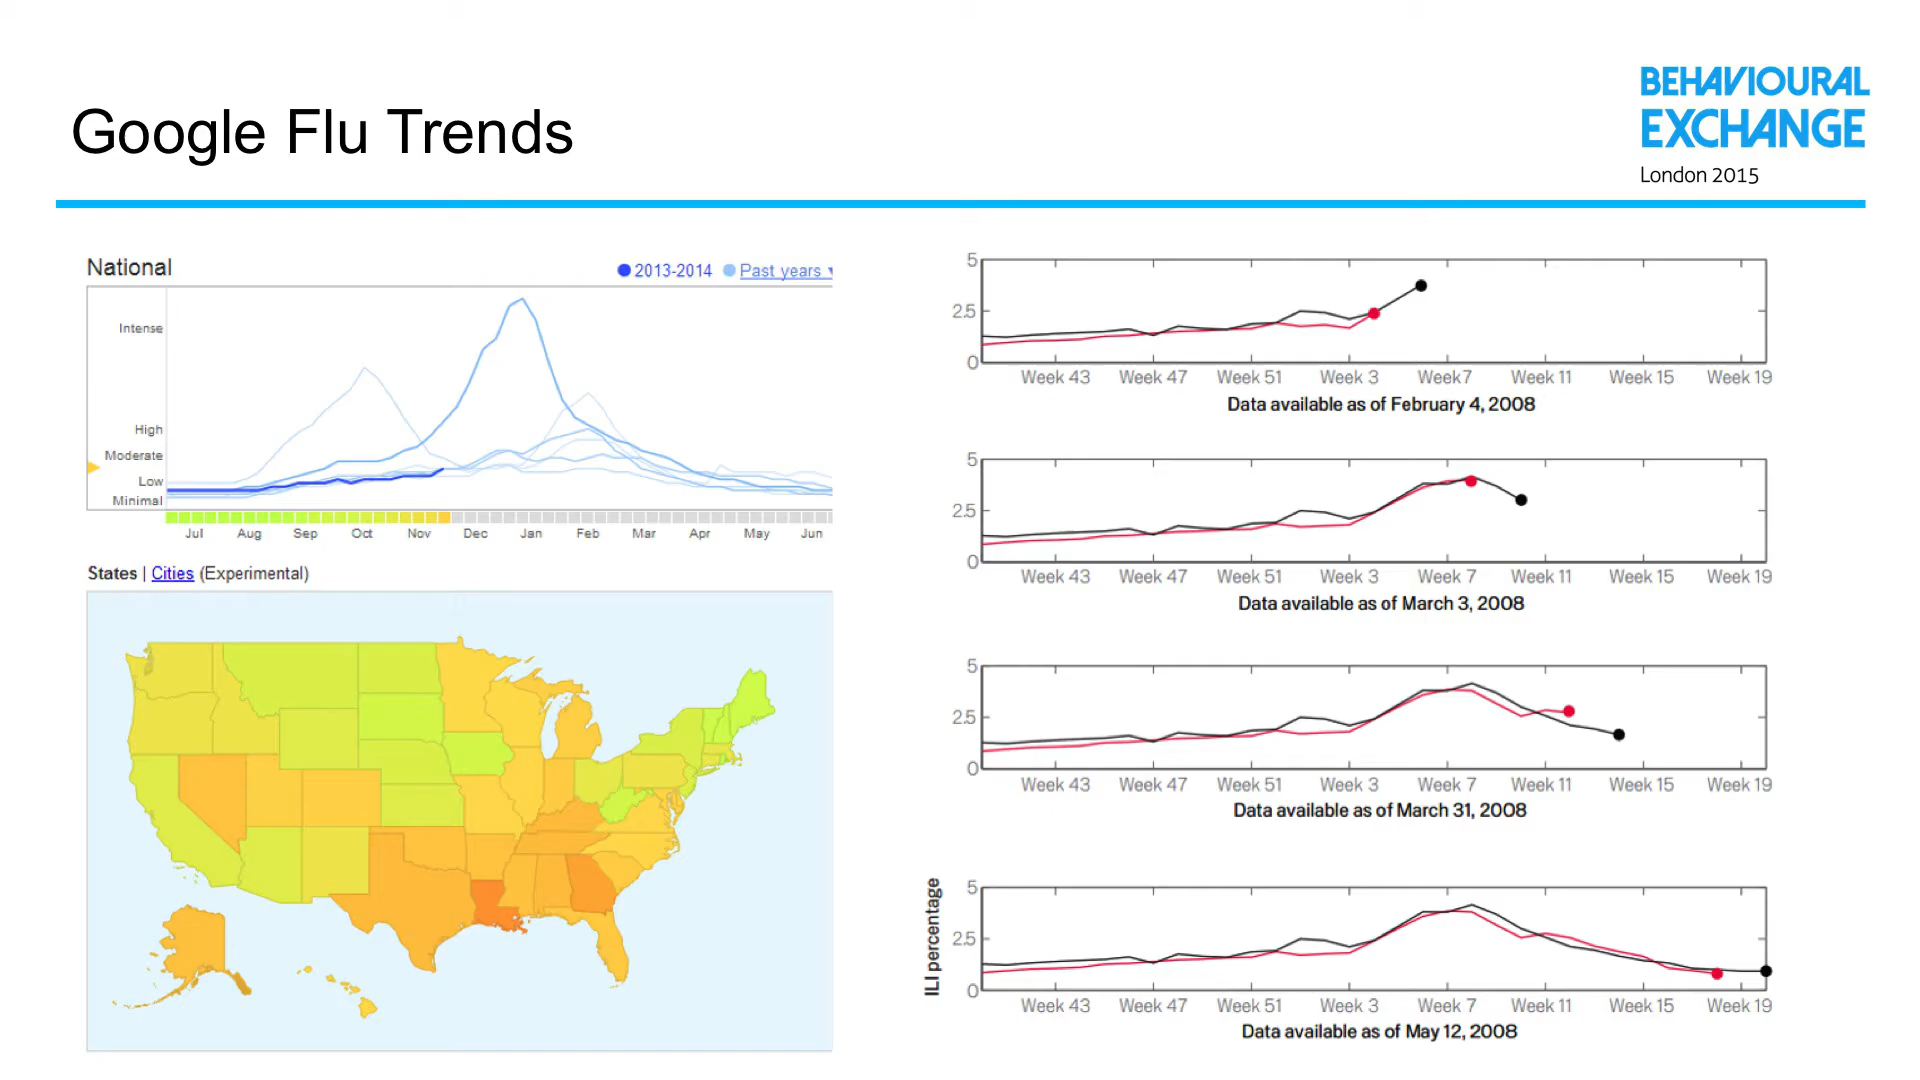 BEHAVIOURAL
EXCHANGE
London 2015
Google Flu Trends
National
2013-2014 Past years
Intense
High
Moderate
Low
Minimal
Jul Aug Sep Oct Nov Dec Jan Feb Mar Apr May Jun
States | Cities (Experimental)
5
2.5
0
Week 43 Week 47 Week 51 Week 3 Week7 Week 11 Week 15 Week 19
Data available as of February 4, 2008
5
2.5
0
Week 43 Week 47 Week 51 Week 3 Week 7 Week 11 Week 15 Week 19
Data available as of March 3, 2008
5
2.5
0
Week 43 Week 47 Week 51 Week 3 Week 7 Week 11 Week 15 Week 19
Data available as of March 31, 2008
ILI percentage
5
2.5
0
Week 43 Week 47 Week 51 Week 3 Week 7 Week 11 Week 15 Week 19
Data available as of May 12, 2008